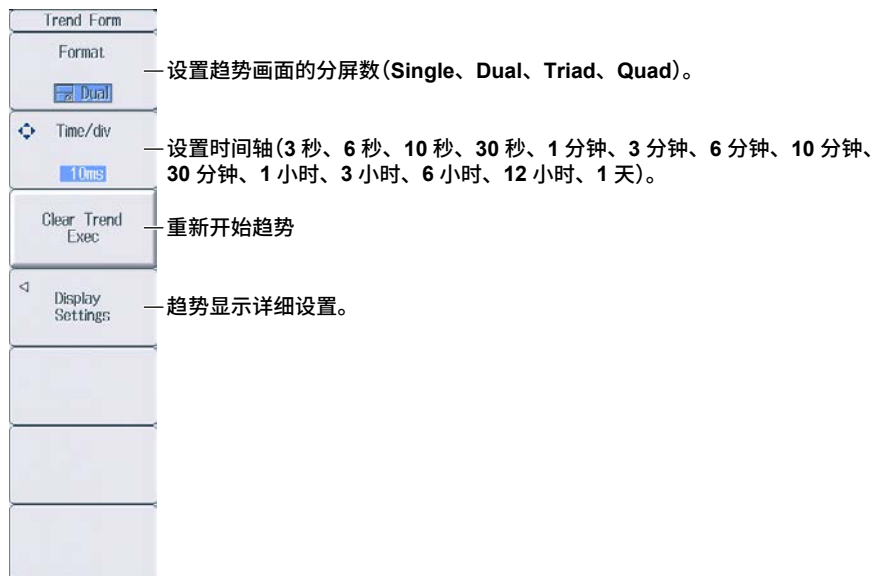 Trend Form
Format
Dual
设置趋势画面的分屏数（Single、Dual、Triad、Quad）。
Time/div
10ms
设置时间轴（3 秒、6 秒、10 秒、30 秒、1 分钟、3 分钟、6 分钟、10 分钟、
30 分钟、1 小时、3 小时、6 小时、12 小时、1 天）。
Clear Trend
Exec
重新开始趋势
Display
Settings
趋势显示详细设置。